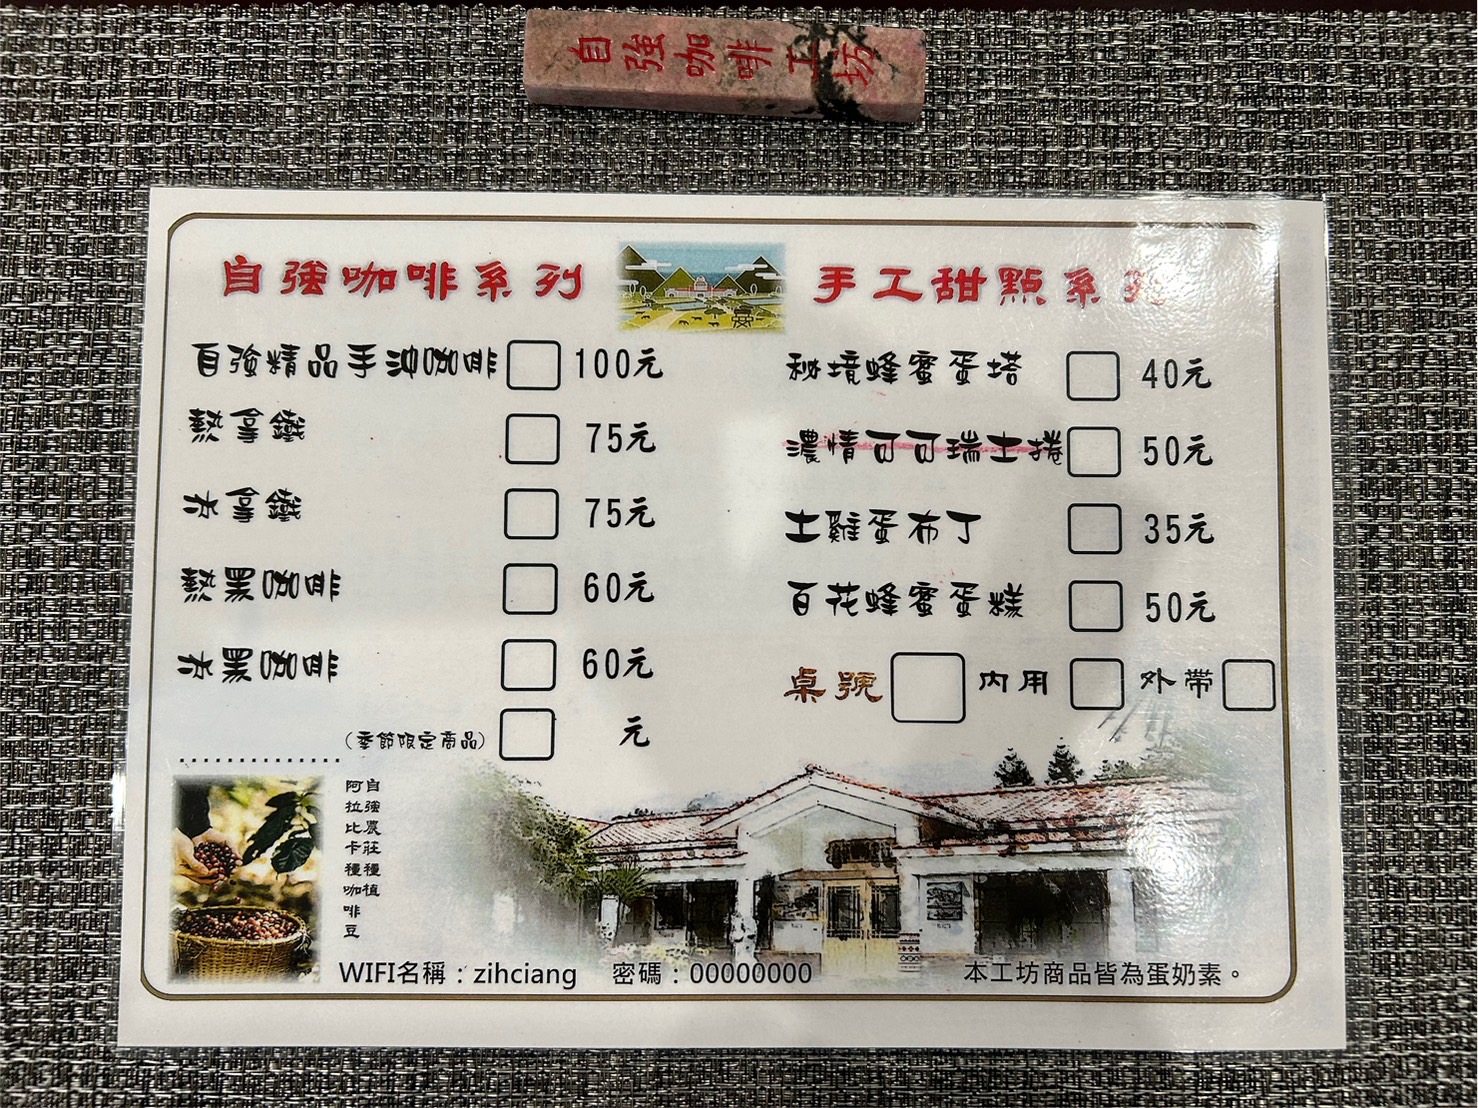 自強咖啡工坊
自強咖啡系列
自強精品手沖咖啡 100元
熱拿鐵 75元
冰拿鐵 75元
熱黑咖啡 60元
冰黑咖啡 60元
(季節限定商品) 元
手工甜點系列
秘境蜂蜜蛋塔 40元
濃情可可瑞士捲 50元
土雞蛋布丁 35元
百花蜂蜜蛋糕 50元
桌號 內用 外帶
自強農莊種植
阿拉比卡種咖啡豆
WIFI名稱：zihciang 密碼：00000000
本工坊商品皆為蛋奶素。